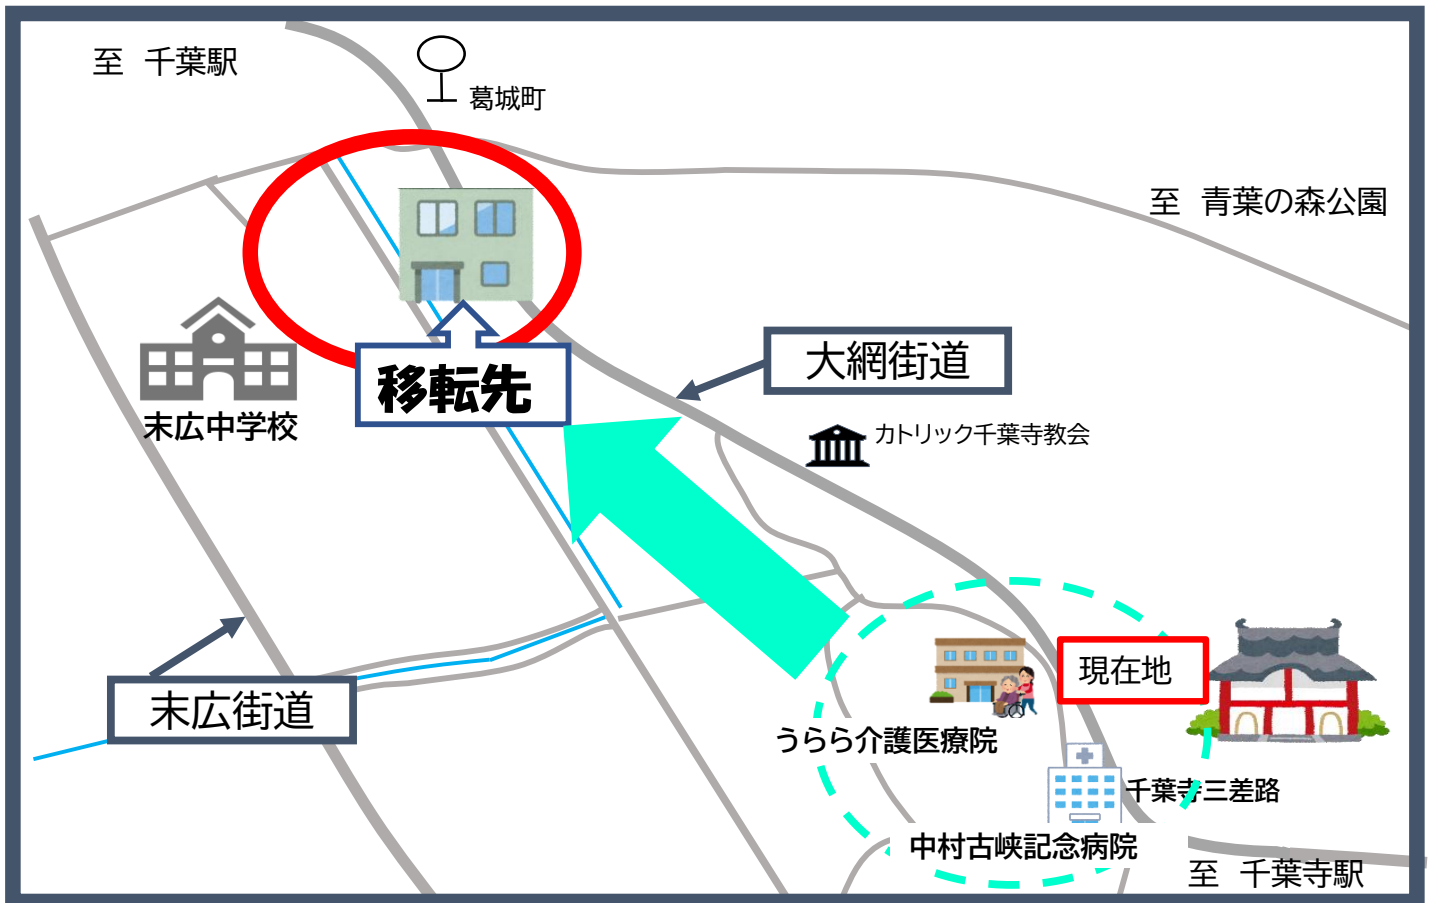 至 千葉駅
葛城町
至 青葉の森公園
大網街道
移転先
末広中学校
カトリック千葉寺教会
現在地
末広街道
うらら介護医療院
千葉寺三差路
中村古峡記念病院
至 千葉寺駅